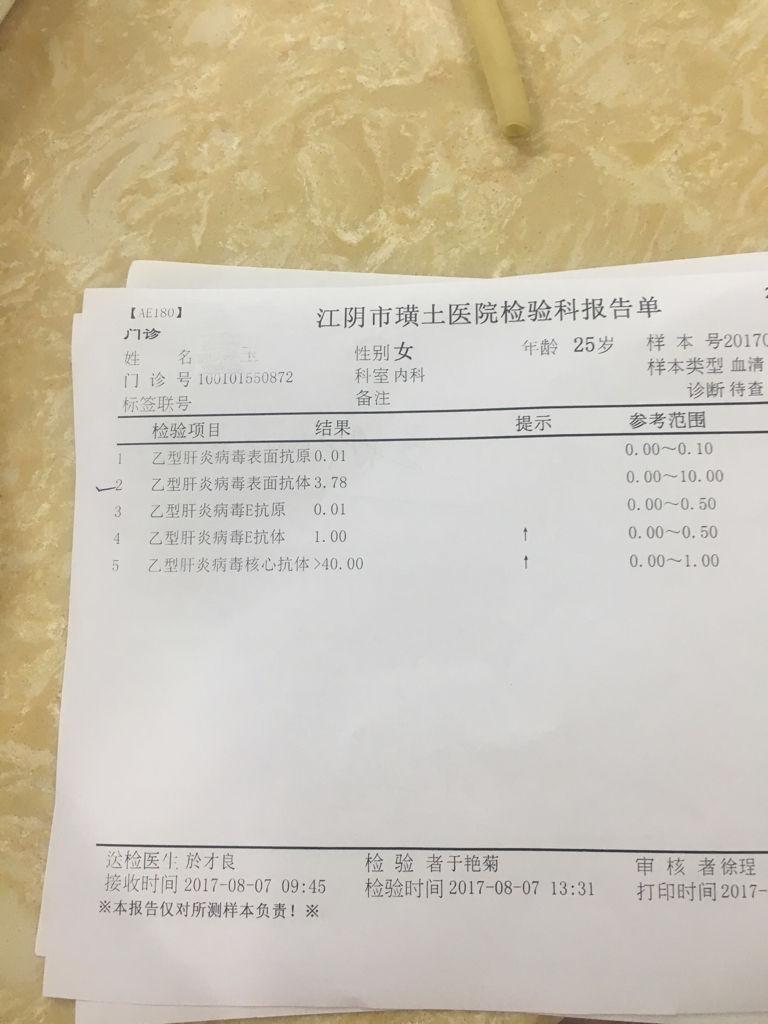 【AE180】
江阴市璜土医院检验科报告单
门诊
姓 名 性别 女 年龄 25岁 样 本 号2017
门 诊 号 100101550872 科室 内科 样本类型 血清
标签联号 备注 诊断 待查
检验项目 结果 提示 参考范围
1 乙型肝炎病毒表面抗原 0.01 0.00～0.10
2 乙型肝炎病毒表面抗体 3.78 0.00～10.00
3 乙型肝炎病毒E抗原 0.01 0.00～0.50
4 乙型肝炎病毒E抗体 1.00 ↑ 0.00～0.50
5 乙型肝炎病毒核心抗体 >40.00 ↑ 0.00～1.00
送检医生 於才良 检 验 者 于艳菊 审 核 者 徐珵
接收时间 2017-08-07 09:45 检验时间 2017-08-07 13:31 打印时间 2017-
※本报告仅对所测样本负责！※